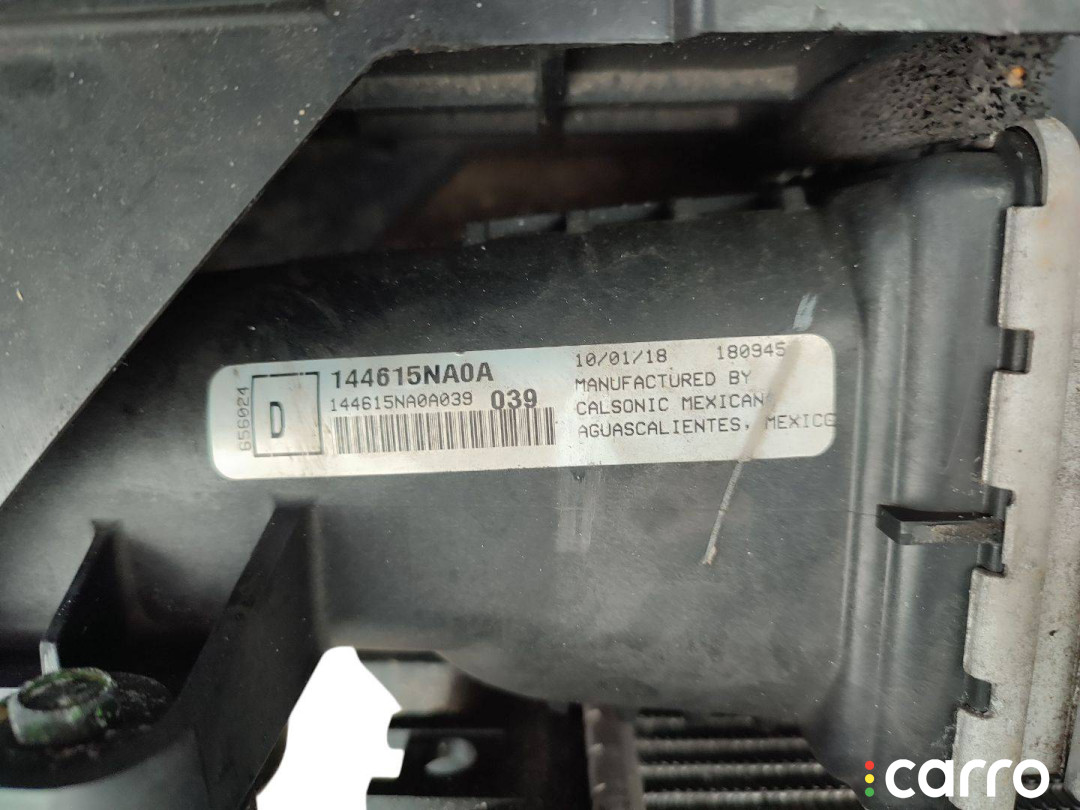 656024
D
144615NA0A
144615NA0A039 039
10/01/18 180945
MANUFACTURED BY
CALSONIC MEXICANA
AGUASCALIENTES, MEXICO
carro